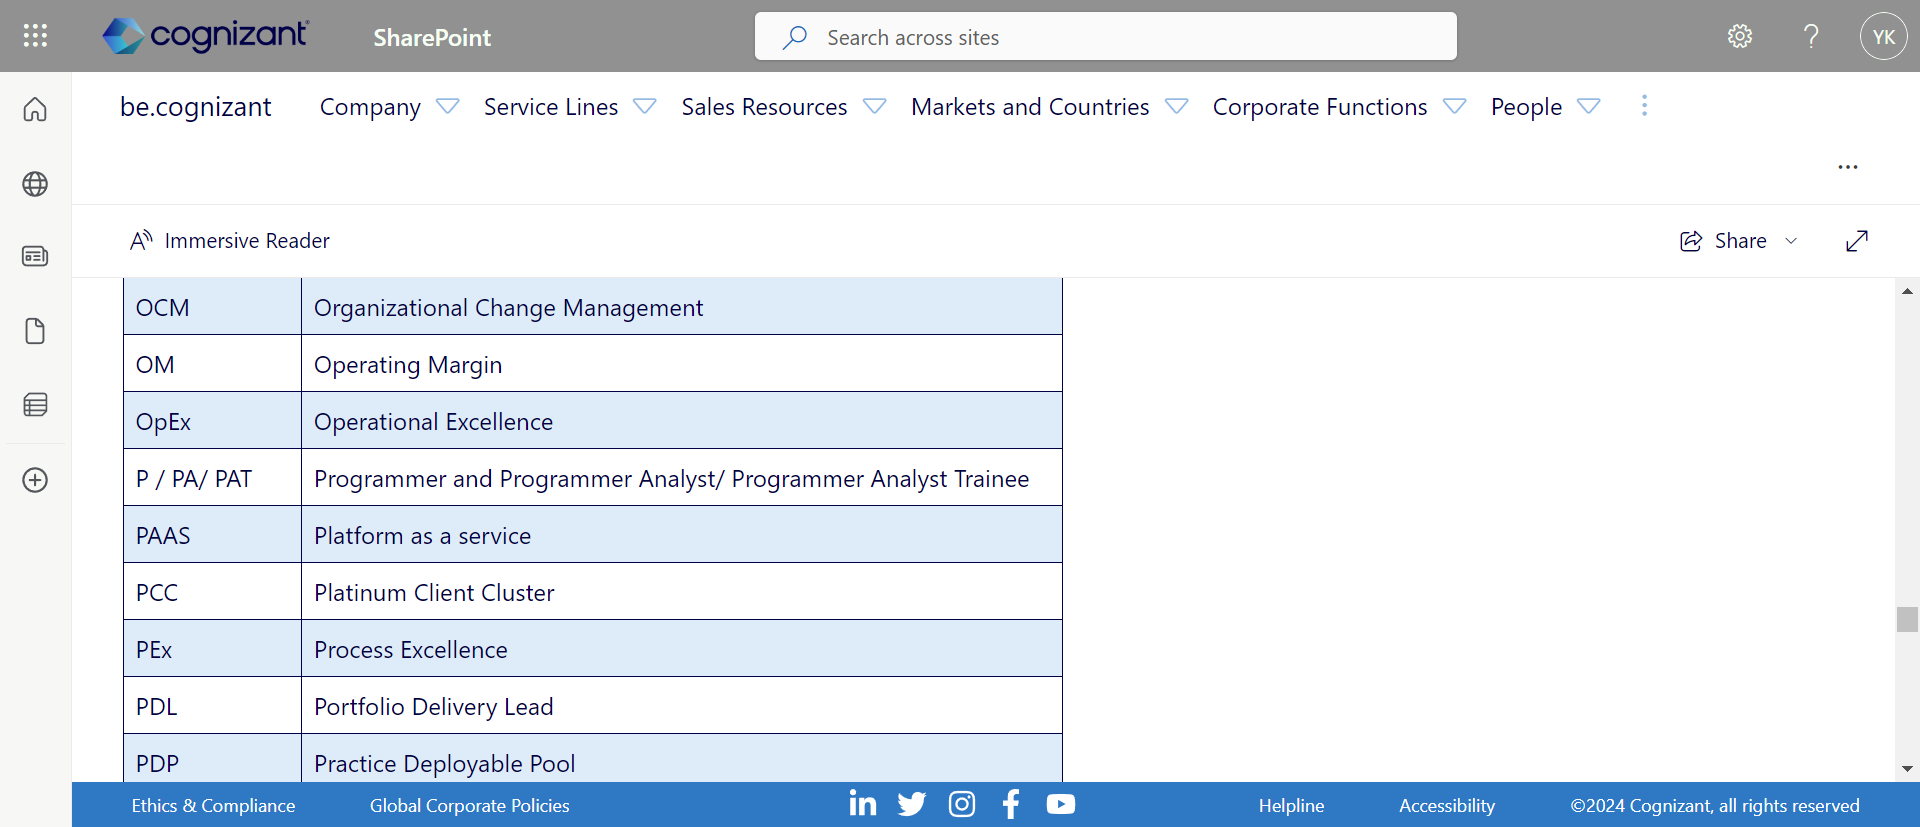 cognizant
SharePoint
Search across sites
YK
be.cognizant
Company
Service Lines
Sales Resources
Markets and Countries
Corporate Functions
People
Immersive Reader
Share
OCM Organizational Change Management
OM Operating Margin
OpEx Operational Excellence
P / PA/ PAT Programmer and Programmer Analyst/ Programmer Analyst Trainee
PAAS Platform as a service
PCC Platinum Client Cluster
PEx Process Excellence
PDL Portfolio Delivery Lead
PDP Practice Deployable Pool
Ethics & Compliance
Global Corporate Policies
Helpline
Accessibility
©2024 Cognizant, all rights reserved